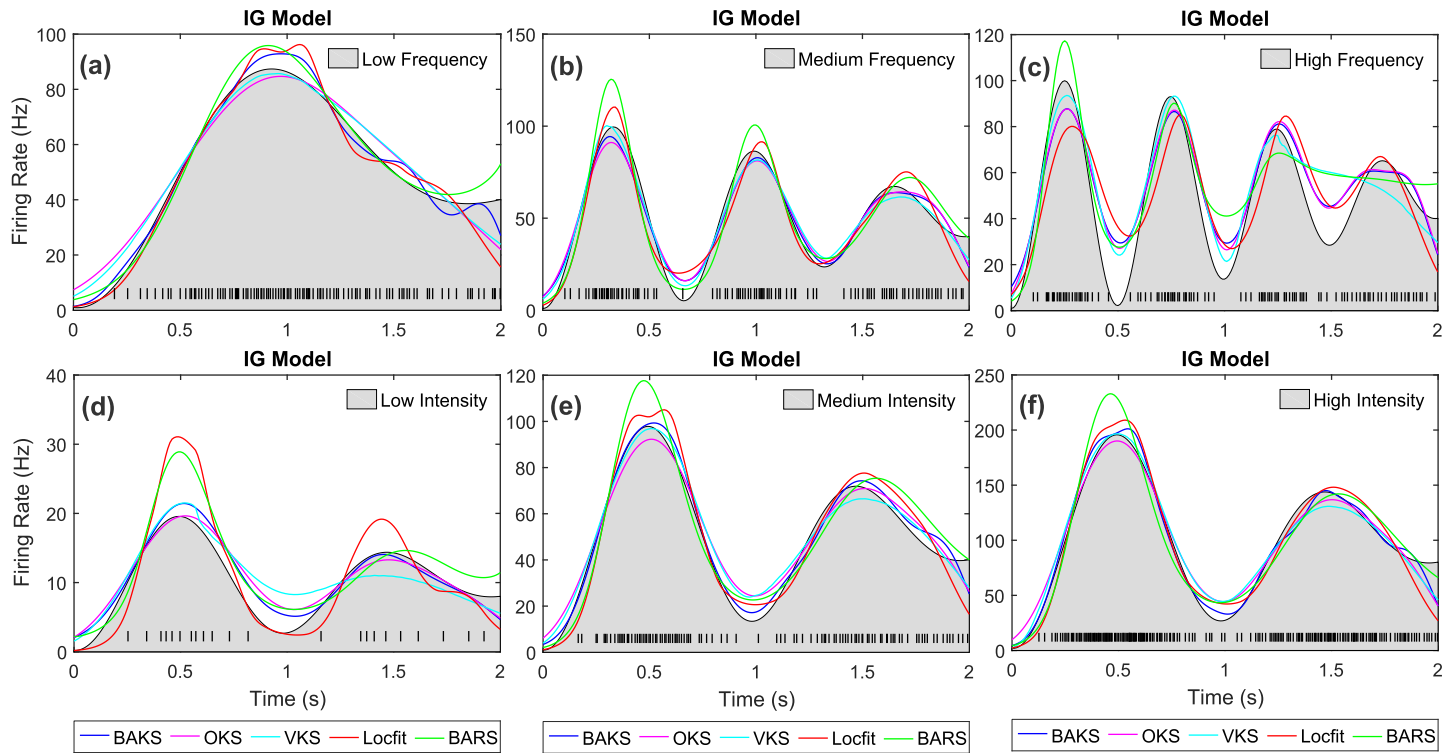 IG Model
IG Model
IG Model
(a)
Low Frequency
(b)
Medium Frequency
(c)
High Frequency
Firing Rate (Hz)
100
80
60
40
20
0
0
0.5
1
1.5
2
150
100
50
0
0
0.5
1
1.5
2
120
100
80
60
40
20
0
0
0.5
1
1.5
2
IG Model
IG Model
IG Model
(d)
Low Intensity
(e)
Medium Intensity
(f)
High Intensity
Firing Rate (Hz)
40
30
20
10
0
0
0.5
1
1.5
2
120
100
80
60
40
20
0
0
0.5
1
1.5
2
250
200
150
100
50
0
0
0.5
1
1.5
2
Time (s)
Time (s)
Time (s)
BAKS OKS VKS Locfit BARS
BAKS OKS VKS Locfit BARS
BAKS OKS VKS Locfit BARS